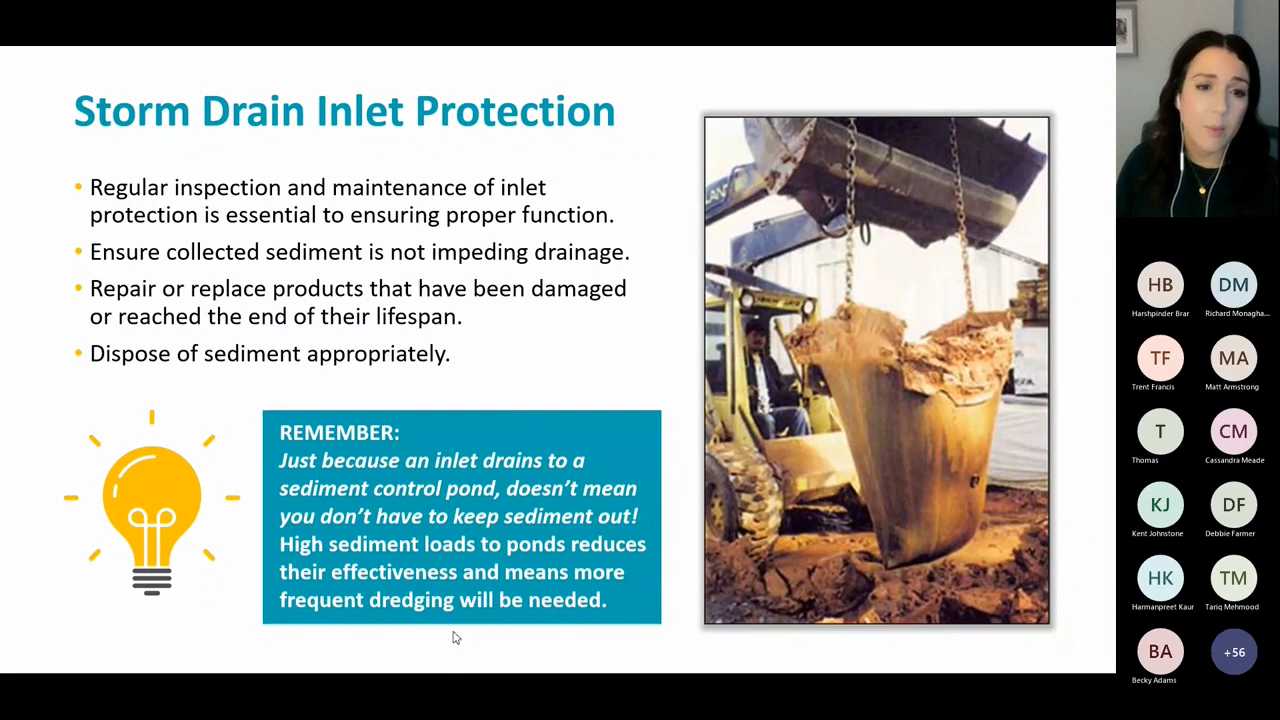 Storm Drain Inlet Protection
• Regular inspection and maintenance of inlet
protection is essential to ensuring proper function.
• Ensure collected sediment is not impeding drainage.
• Repair or replace products that have been damaged
or reached the end of their lifespan.
• Dispose of sediment appropriately.
REMEMBER:
Just because an inlet drains to a
sediment control pond, doesn’t mean
you don’t have to keep sediment out!
High sediment loads to ponds reduces
their effectiveness and means more
frequent dredging will be needed.
HB
Harshpinder Brar
DM
Richard Monagha...
TF
Trent Francis
MA
Matt Armstrong
T
Thomas
CM
Cassandra Meade
KJ
Kent Johnstone
DF
Debbie Farmer
HK
Harmanpreet Kaur
TM
Tariq Mehmood
BA
Becky Adams
+56